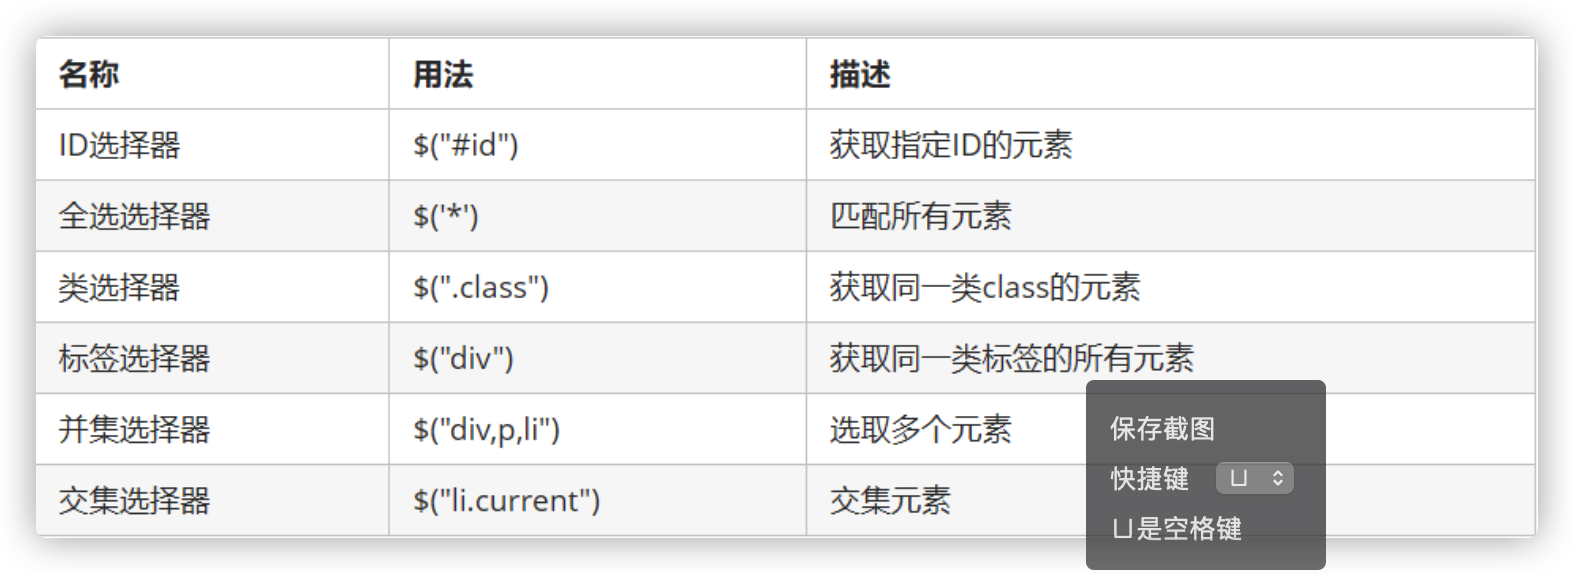 名称 用法 描述
ID选择器 $("#id") 获取指定ID的元素
全选选择器 $('*') 匹配所有元素
类选择器 $(".class") 获取同一类class的元素
标签选择器 $("div") 获取同一类标签的所有元素
并集选择器 $("div,p,li") 选取多个元素
交集选择器 $("li.current") 交集元素
保存截图
快捷键 ⊔
⊔是空格键